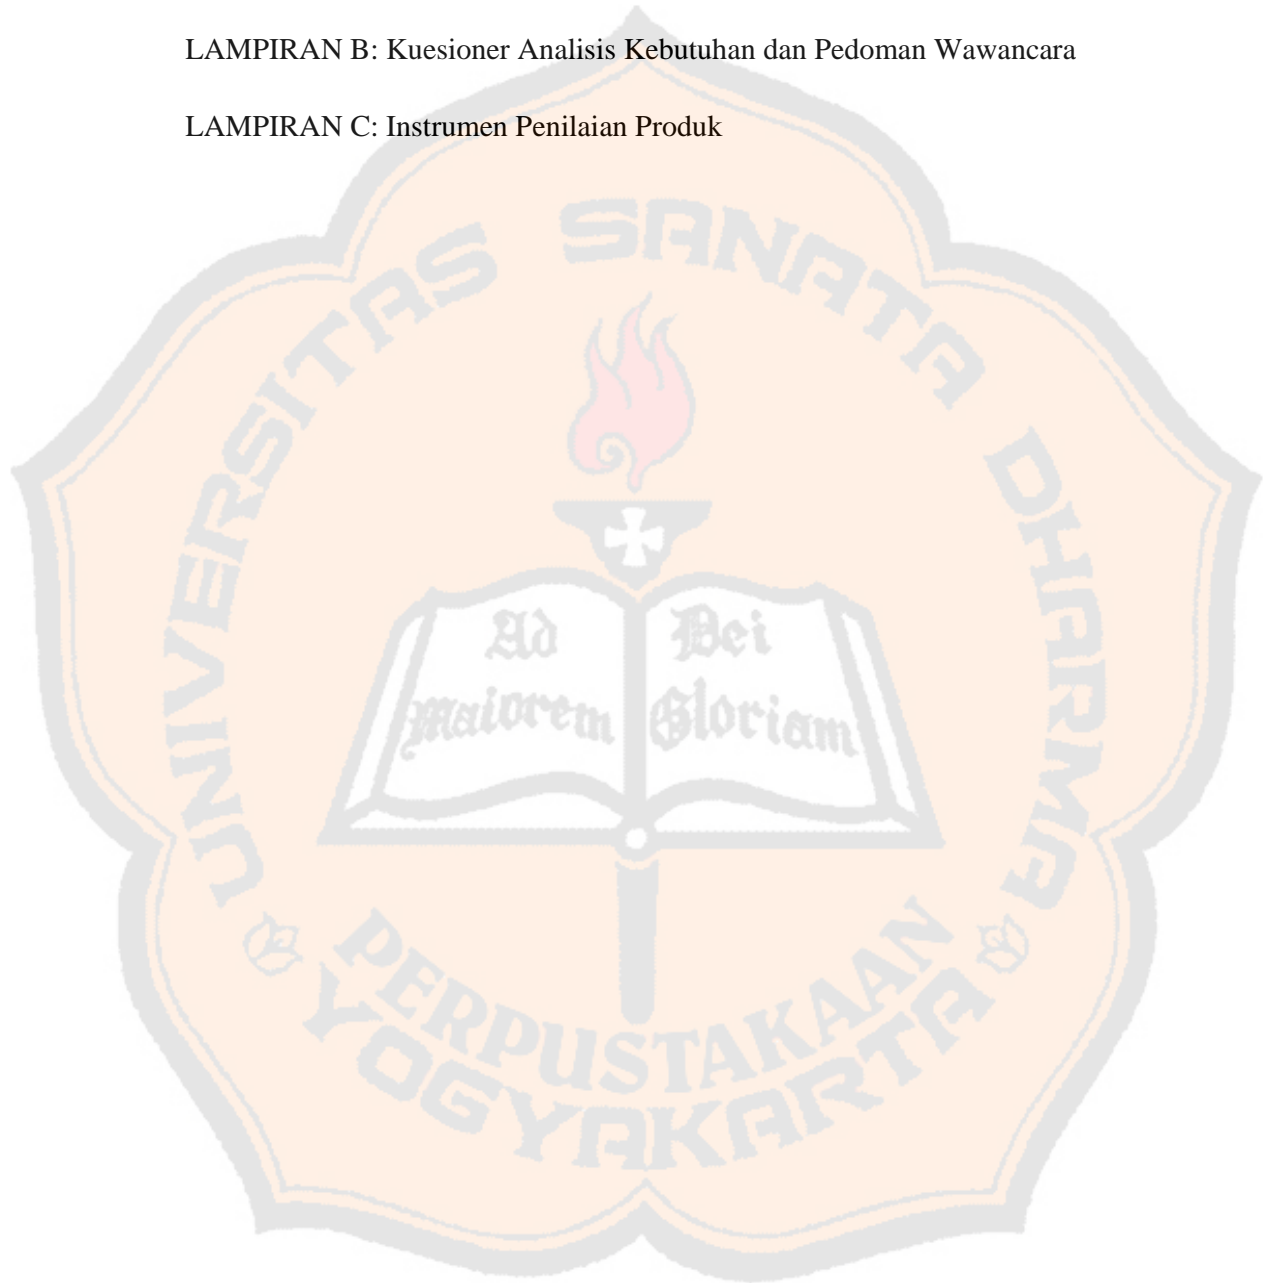 LAMPIRAN B: Kuesioner Analisis Kebutuhan dan Pedoman Wawancara
LAMPIRAN C: Instrumen Penilaian Produk
UNIVERSITAS SANATA DHARMA
Ad
Dei
maiorem
Gloriam
PERPUSTAKAAN
YOGYAKARTA